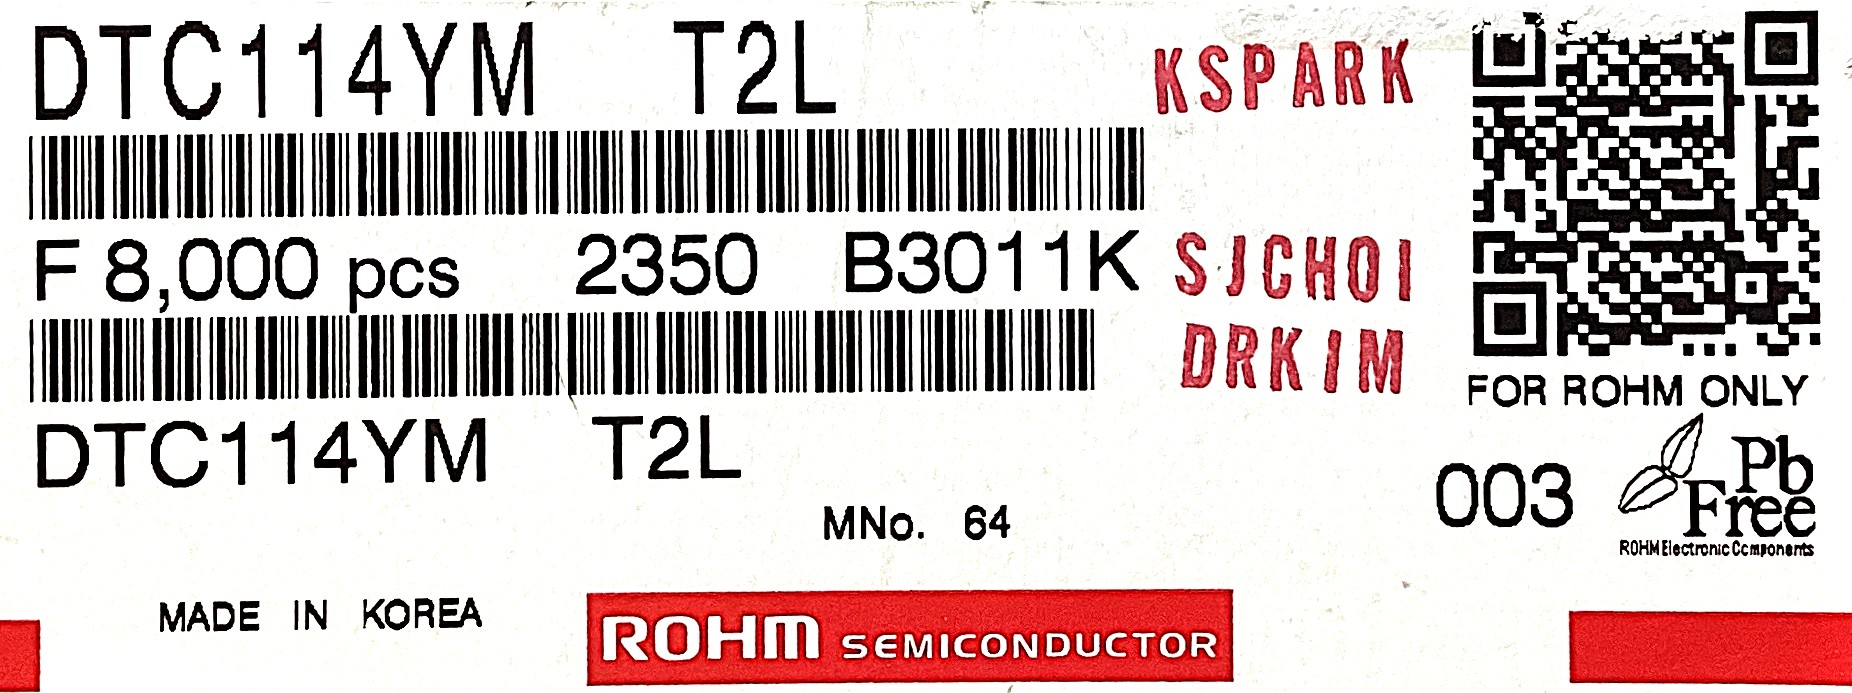 DTC114YM T2L
KSPARK
F 8,000 pcs 2350 B3011K
SJCHOI
DRKIM
FOR ROHM ONLY
DTC114YM T2L
003
Pb
Free
ROHM Electronic Components
MNo. 64
MADE IN KOREA
ROHM SEMICONDUCTOR